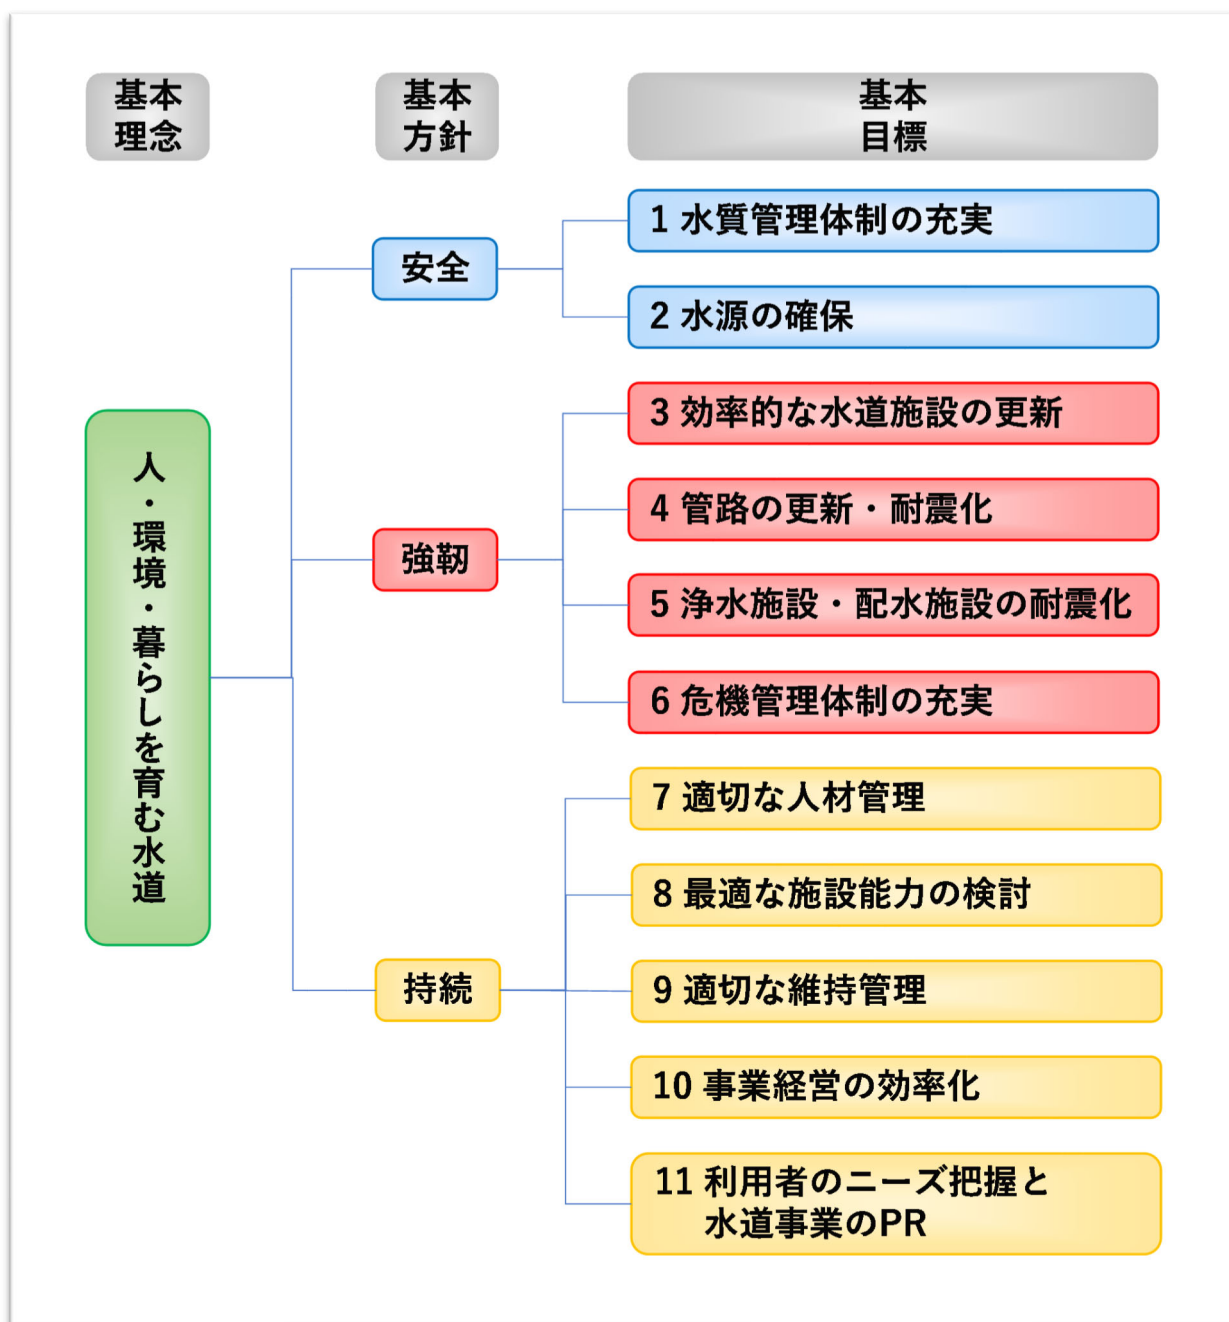 基本
理念
基本
方針
基本
目標
人・環境・暮らしを育む水道
安全
1 水質管理体制の充実
2 水源の確保
強靭
3 効率的な水道施設の更新
4 管路の更新・耐震化
5 浄水施設・配水施設の耐震化
6 危機管理体制の充実
持続
7 適切な人材管理
8 最適な施設能力の検討
9 適切な維持管理
10 事業経営の効率化
11 利用者のニーズ把握と
水道事業のPR